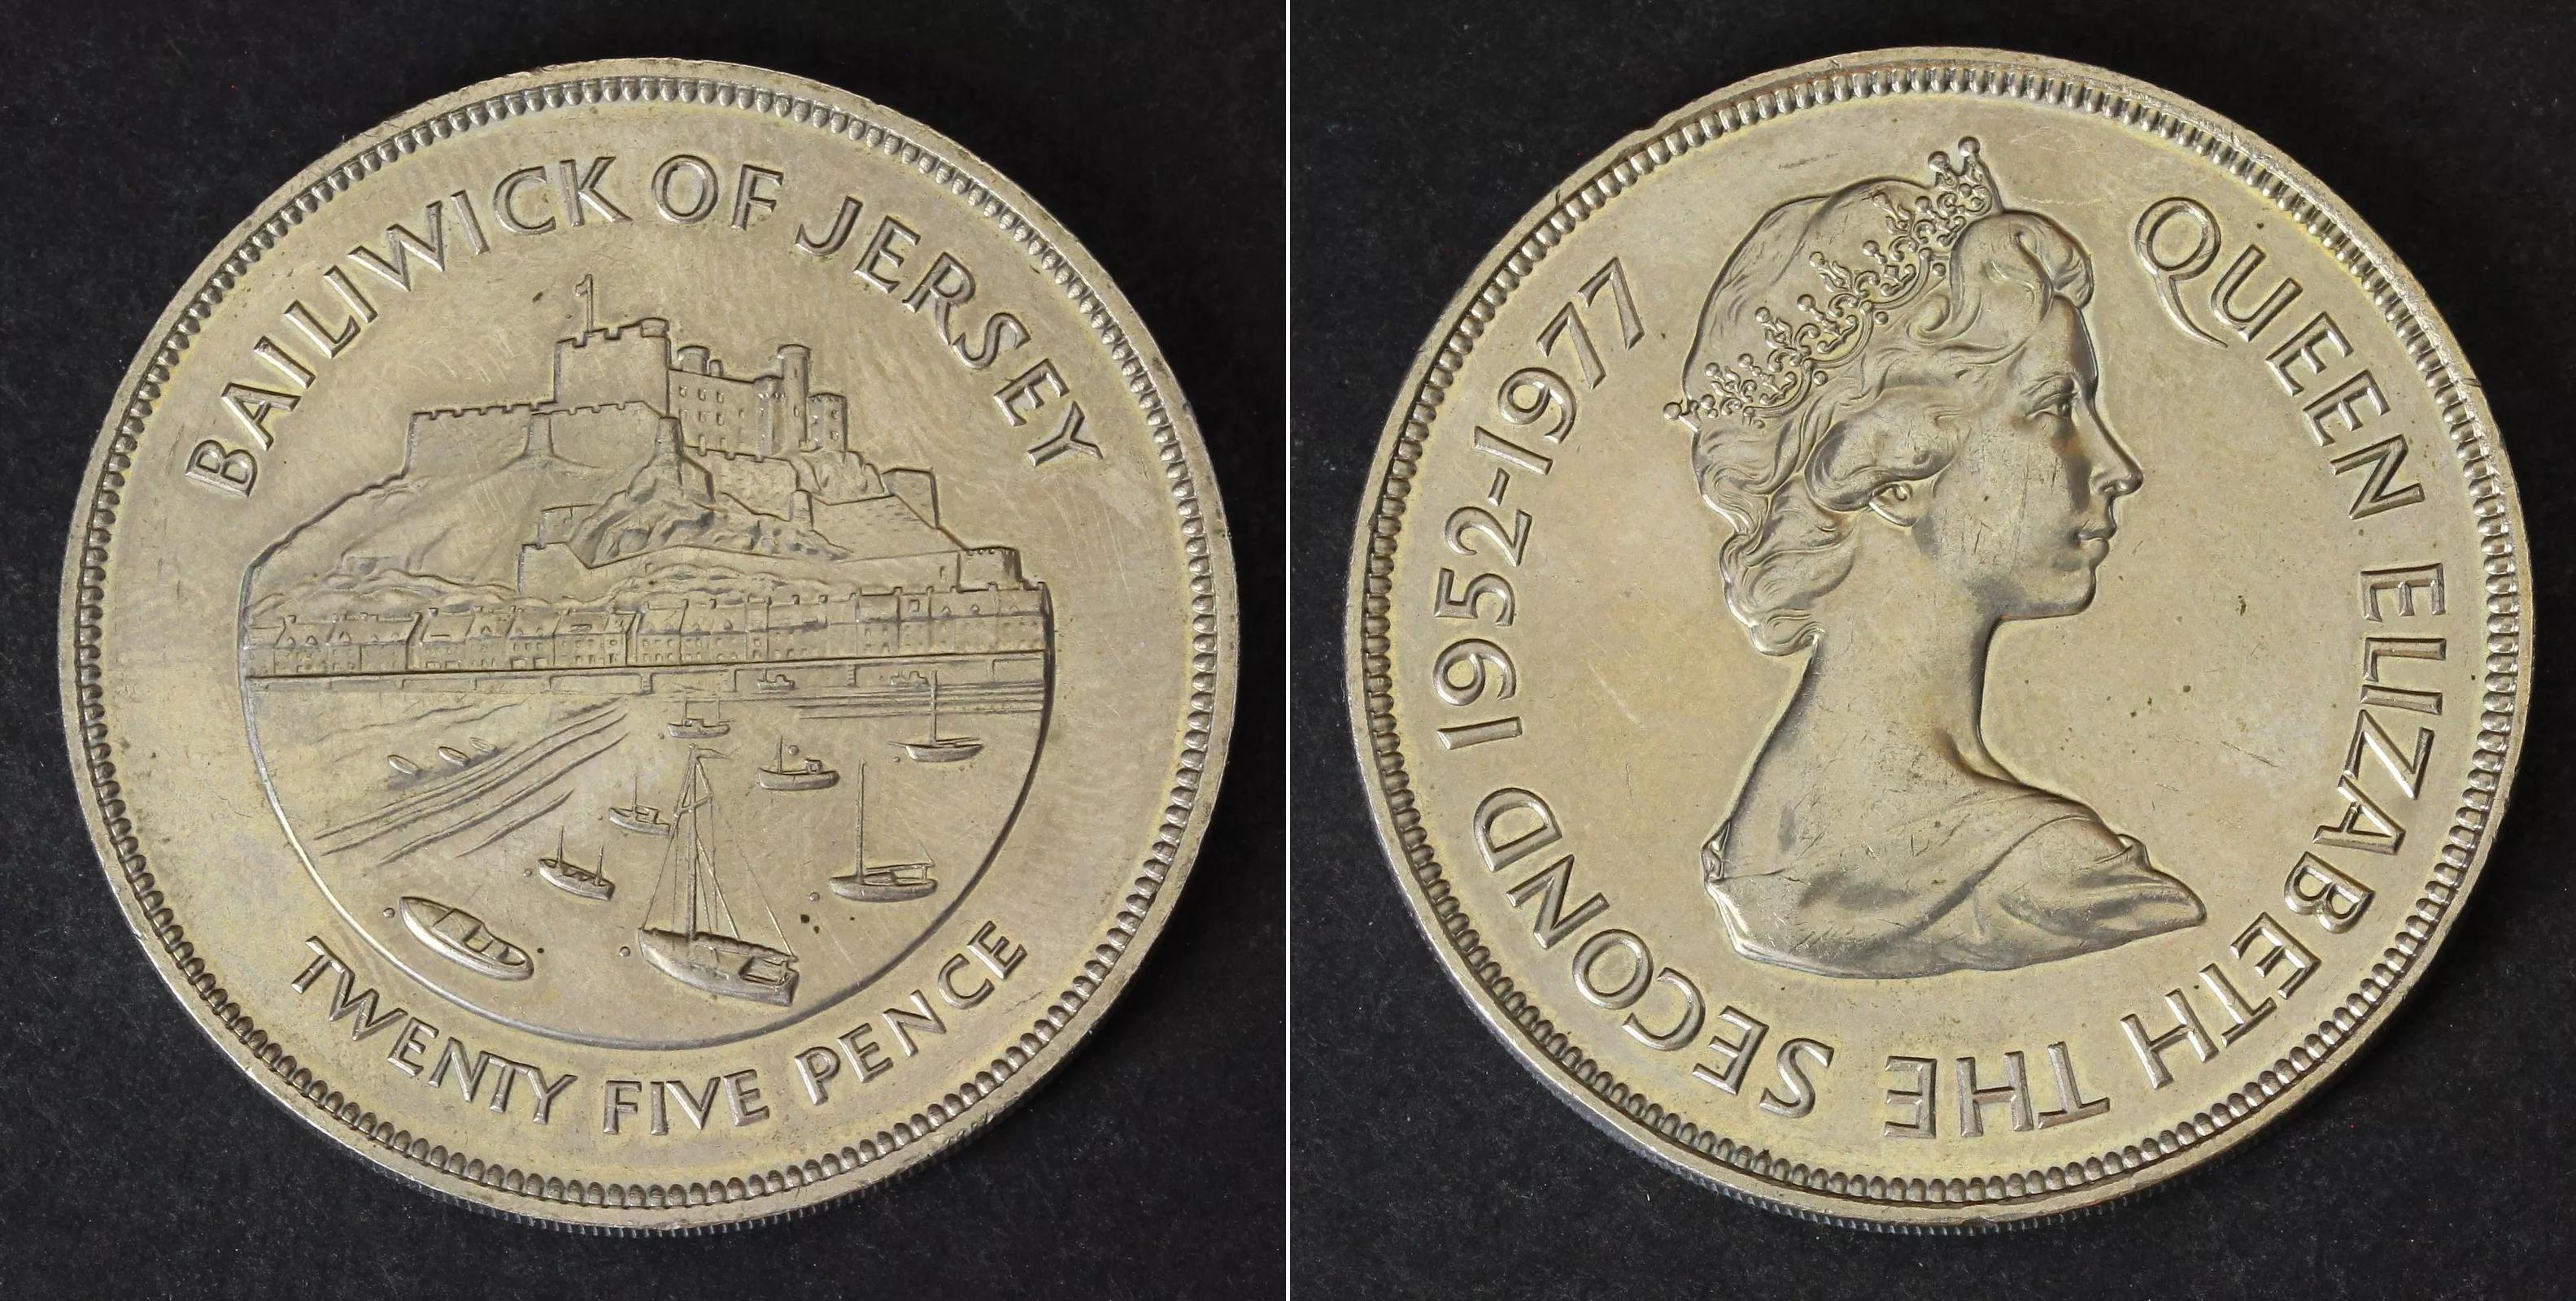 BAILIWICK OF JERSEY
TWENTY FIVE PENCE
QUEEN ELIZABETH THE SECOND 1952-1977